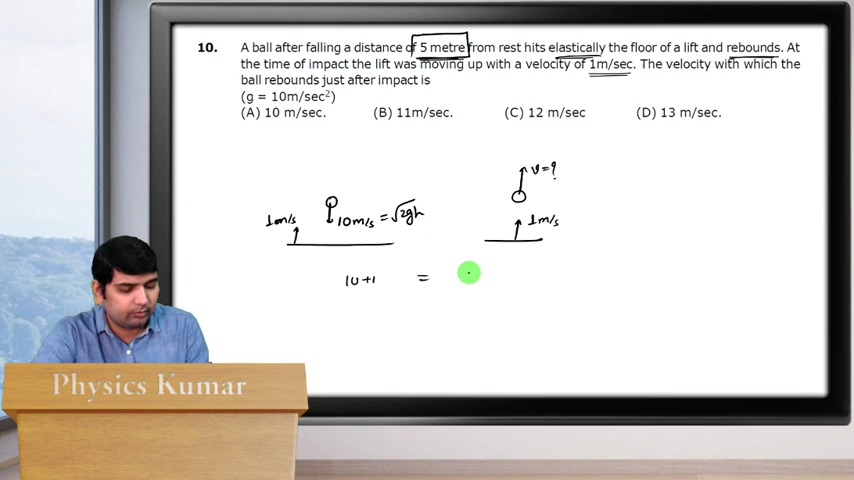 10. A ball after falling a distance of 5 metre from rest hits elastically the floor of a lift and rebounds. At
the time of impact the lift was moving up with a velocity of 1m/sec. The velocity with which the
ball rebounds just after impact is
(g = 10m/sec²)
(A) 10 m/sec. (B) 11m/sec. (C) 12 m/sec (D) 13 m/sec.
v=?
1m/s 10m/s = √2gh 1m/s
10+1 =
Physics Kumar